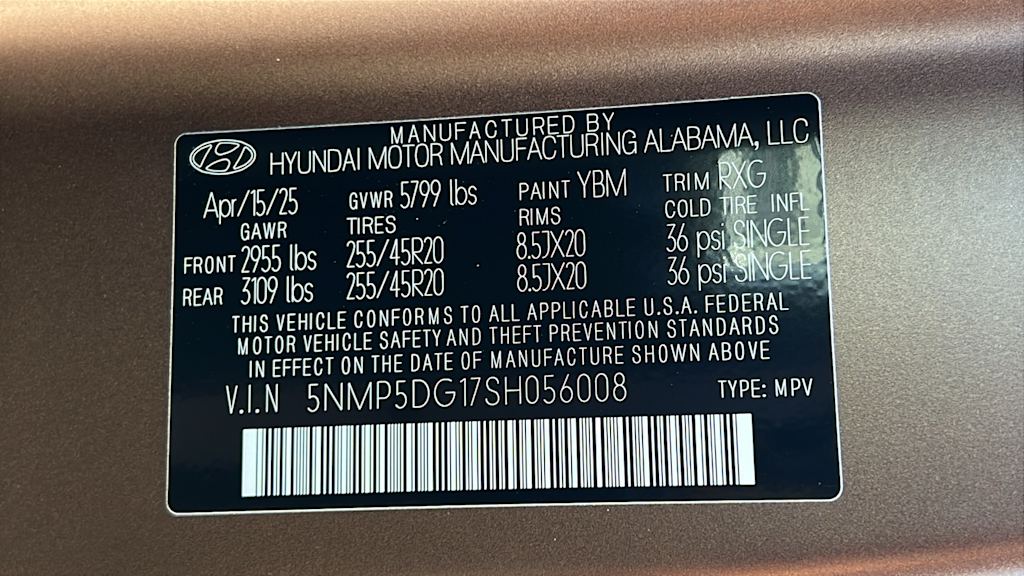 MANUFACTURED BY
HYUNDAI MOTOR MANUFACTURING ALABAMA, LLC
Apr/15/25 GVWR 5799 lbs PAINT YBM TRIM RXG
GAWR TIRES RIMS COLD TIRE INFL
FRONT 2955 lbs 255/45R20 8.5JX20 36 psi SINGLE
REAR 3109 lbs 255/45R20 8.5JX20 36 psi SINGLE
THIS VEHICLE CONFORMS TO ALL APPLICABLE U.S.A. FEDERAL
MOTOR VEHICLE SAFETY AND THEFT PREVENTION STANDARDS
IN EFFECT ON THE DATE OF MANUFACTURE SHOWN ABOVE
V.I.N 5NMP5DG17SH056008 TYPE: MPV